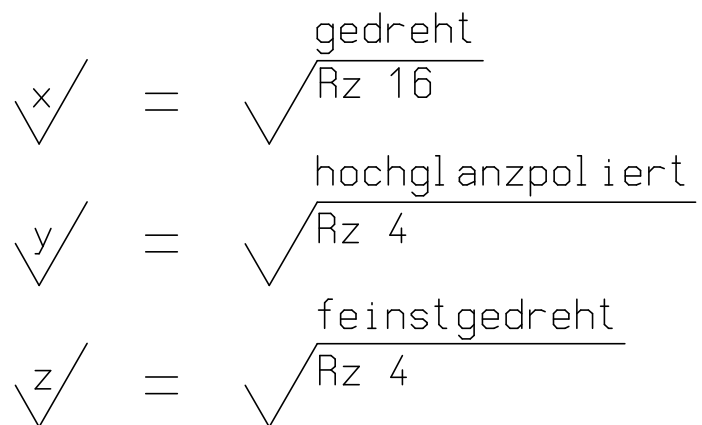 gedreht
x = Rz 16
hochglanzpoliert
y = Rz 4
feinstgedreht
z = Rz 4